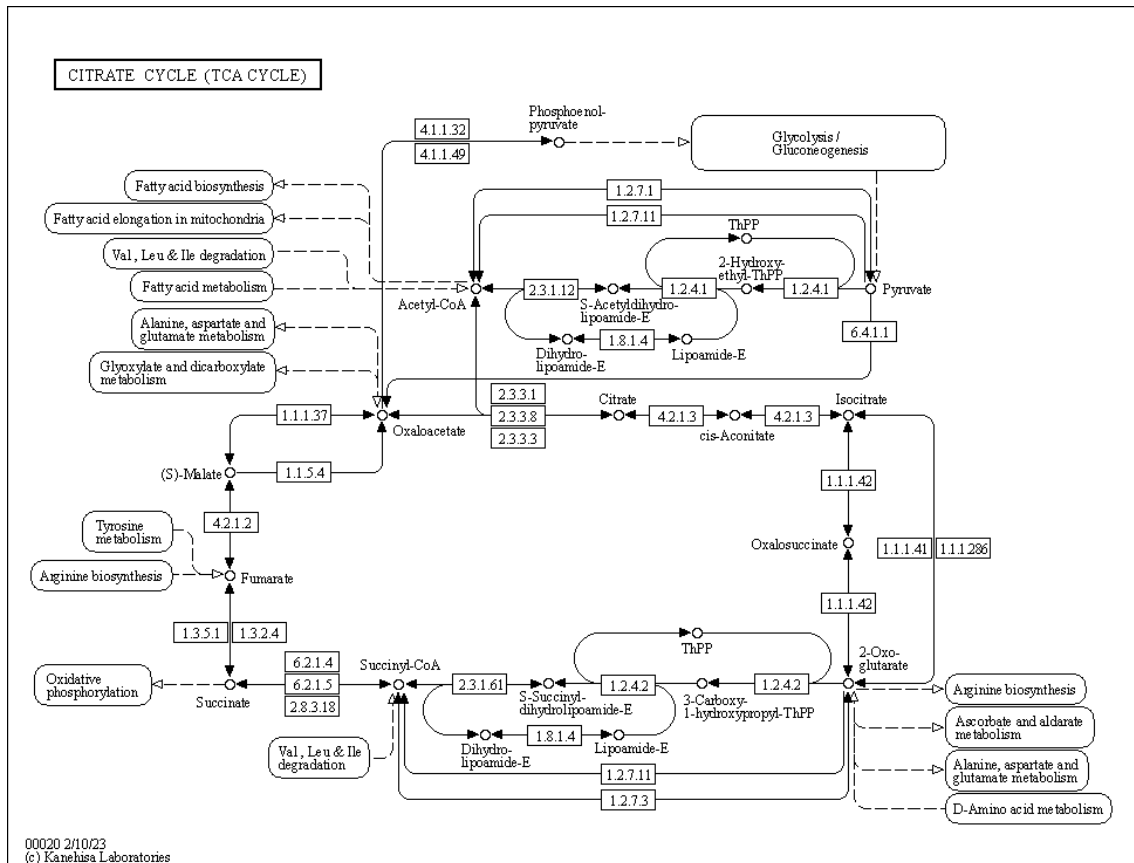 CITRATE CYCLE (TCA CYCLE)
Phosphoenol-
pyruvate
4.1.1.32
4.1.1.49
Glycolysis /
Gluconeogenesis
Fatty acid biosynthesis
Fatty acid elongation in mitochondria
Val, Leu & Ile degradation
Fatty acid metabolism
Acetyl-CoA
1.2.7.1
1.2.7.11
ThPP
2-Hydroxy-
ethyl-ThPP
2.3.1.12
S-Acetyldihydro-
lipoamide-E
1.2.4.1
1.2.4.1
Pyruvate
Dihydro-
lipoamide-E
1.8.1.4
Lipoamide-E
6.4.1.1
Alanine, aspartate and
glutamate metabolism
Glyoxylate and dicarboxylate
metabolism
1.1.1.37
Oxaloacetate
2.3.3.1
2.3.3.8
2.3.3.3
Citrate
4.2.1.3
cis-Aconitate
4.2.1.3
Isocitrate
(S)-Malate
1.1.5.4
1.1.1.42
4.2.1.2
Tyrosine
metabolism
Arginine biosynthesis
Fumarate
Oxalosuccinate
1.1.1.41
1.1.1.286
1.1.1.42
1.3.5.1
1.3.2.4
ThPP
2-Oxo-
glutarate
Oxidative
phosphorylation
Succinate
6.2.1.4
6.2.1.5
2.8.3.18
Succinyl-CoA
2.3.1.61
S-Succinyl-
dihydrolipoamide-E
1.2.4.2
3-Carboxy-
1-hydroxypropyl-ThPP
1.2.4.2
Dihydro-
lipoamide-E
1.8.1.4
Lipoamide-E
Val, Leu & Ile
degradation
1.2.7.11
1.2.7.3
Arginine biosynthesis
Ascorbate and aldarate
metabolism
Alanine, aspartate and
glutamate metabolism
D-Amino acid metabolism
00020 2/10/23
(c) Kanehisa Laboratories